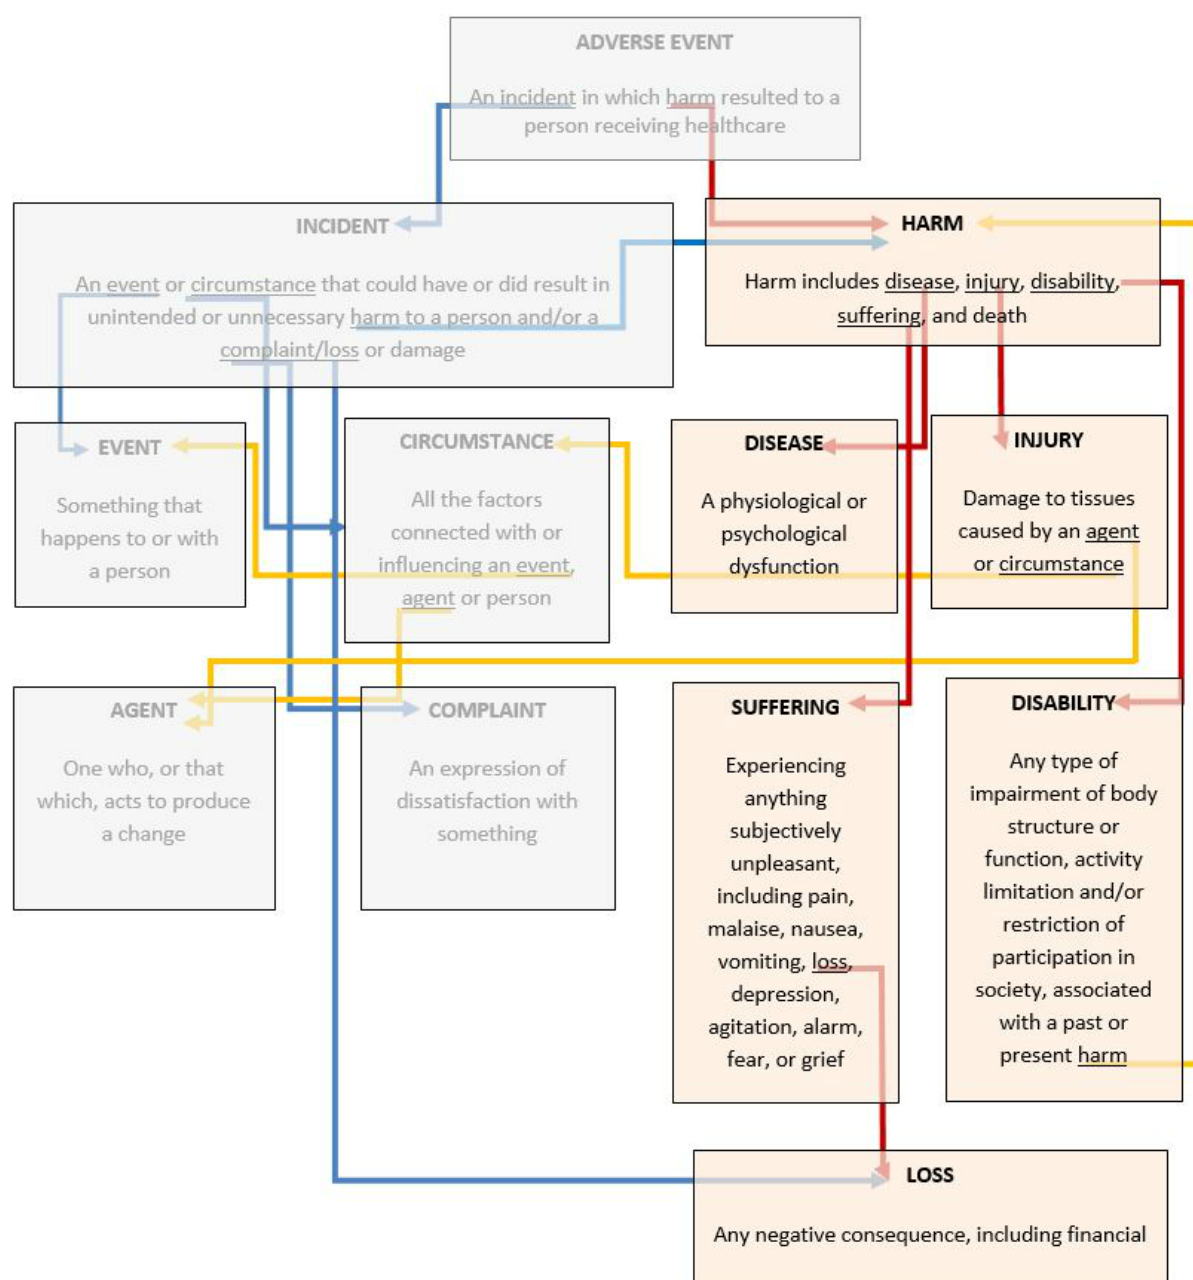 ADVERSE EVENT
An incident in which harm resulted to a
person receiving healthcare
INCIDENT
An event or circumstance that could have or did result in
unintended or unnecessary harm to a person and/or a
complaint/loss or damage
HARM
Harm includes disease, injury, disability,
suffering, and death
EVENT
Something that
happens to or with
a person
CIRCUMSTANCE
All the factors
connected with or
influencing an event,
agent or person
DISEASE
A physiological or
psychological
dysfunction
INJURY
Damage to tissues
caused by an agent
or circumstance
AGENT
One who, or that
which, acts to produce
a change
COMPLAINT
An expression of
dissatisfaction with
something
SUFFERING
Experiencing
anything
subjectively
unpleasant,
including pain,
malaise, nausea,
vomiting, loss,
depression,
agitation, alarm,
fear, or grief
DISABILITY
Any type of
impairment of body
structure or
function, activity
limitation and/or
restriction of
participation in
society, associated
with a past or
present harm
LOSS
Any negative consequence, including financial